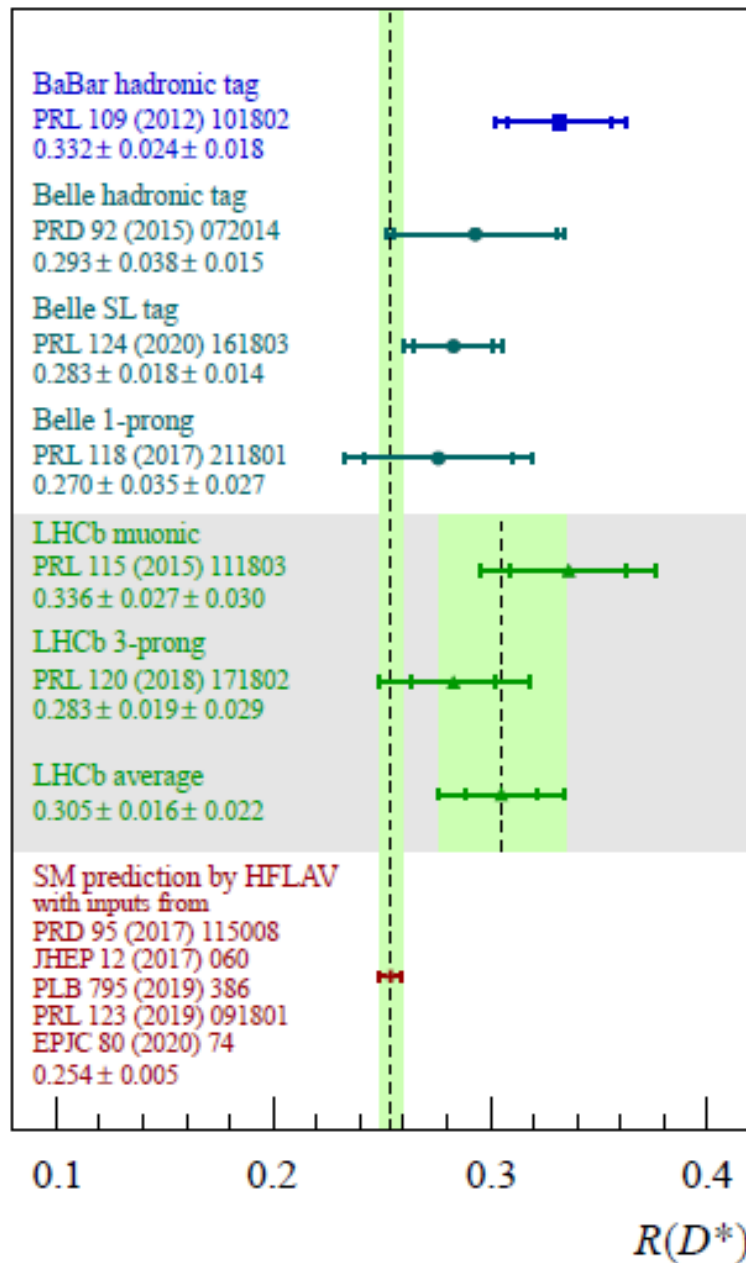 BaBar hadronic tag
PRL 109 (2012) 101802
0.332 ± 0.024 ± 0.018
Belle hadronic tag
PRD 92 (2015) 072014
0.293 ± 0.038 ± 0.015
Belle SL tag
PRL 124 (2020) 161803
0.283 ± 0.018 ± 0.014
Belle 1-prong
PRL 118 (2017) 211801
0.270 ± 0.035 ± 0.027
LHCb muonic
PRL 115 (2015) 111803
0.336 ± 0.027 ± 0.030
LHCb 3-prong
PRL 120 (2018) 171802
0.283 ± 0.019 ± 0.029
LHCb average
0.305 ± 0.016 ± 0.022
SM prediction by HFLAV
with inputs from
PRD 95 (2017) 115008
JHEP 12 (2017) 060
PLB 795 (2019) 386
PRL 123 (2019) 091801
EPJC 80 (2020) 74
0.254 ± 0.005
0.1 0.2 0.3 0.4
R(D*)